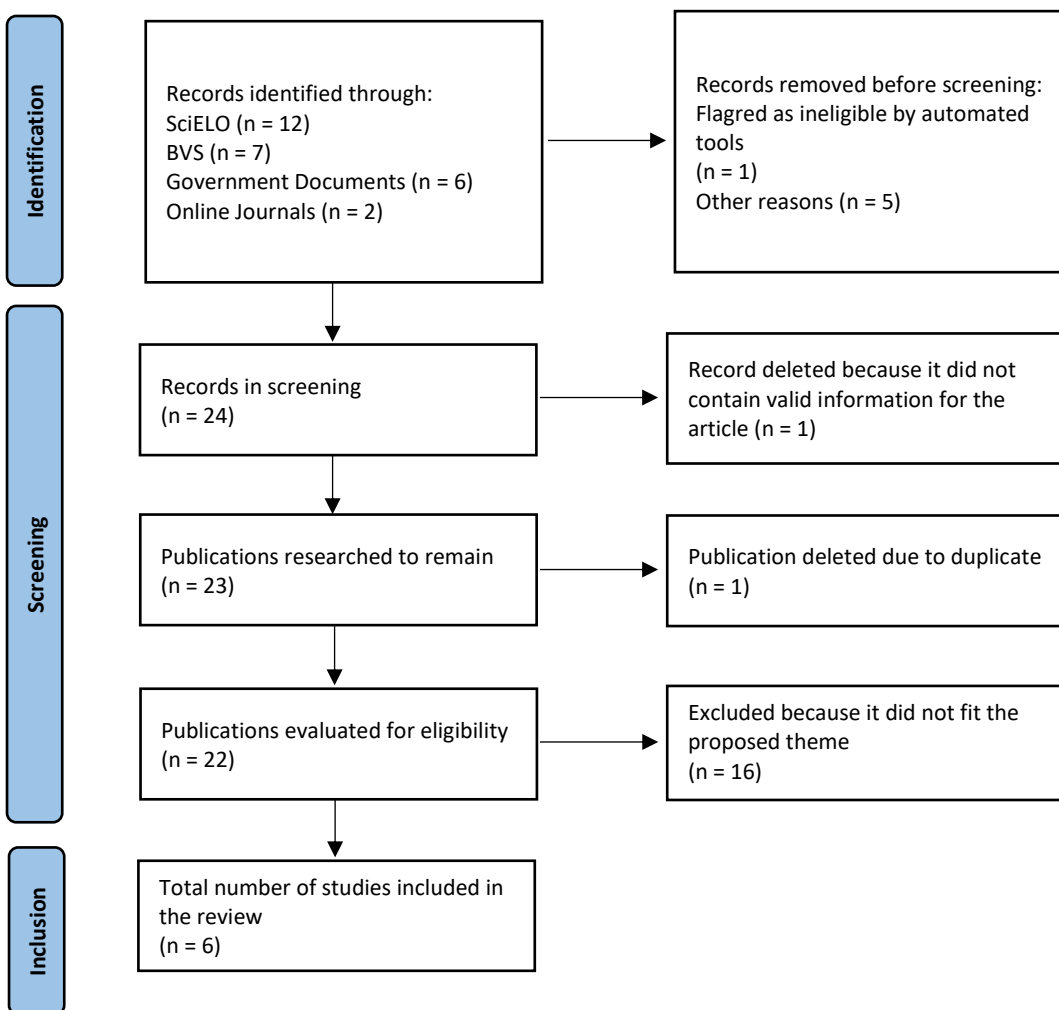 Identification
Records identified through:
SciELO (n = 12)
BVS (n = 7)
Government Documents (n = 6)
Online Journals (n = 2)
Records removed before screening:
Flagred as ineligible by automated
tools
(n = 1)
Other reasons (n = 5)
Screening
Records in screening
(n = 24)
Record deleted because it did not
contain valid information for the
article (n = 1)
Publications researched to remain
(n = 23)
Publication deleted due to duplicate
(n = 1)
Publications evaluated for eligibility
(n = 22)
Excluded because it did not fit the
proposed theme
(n = 16)
Inclusion
Total number of studies included in
the review
(n = 6)